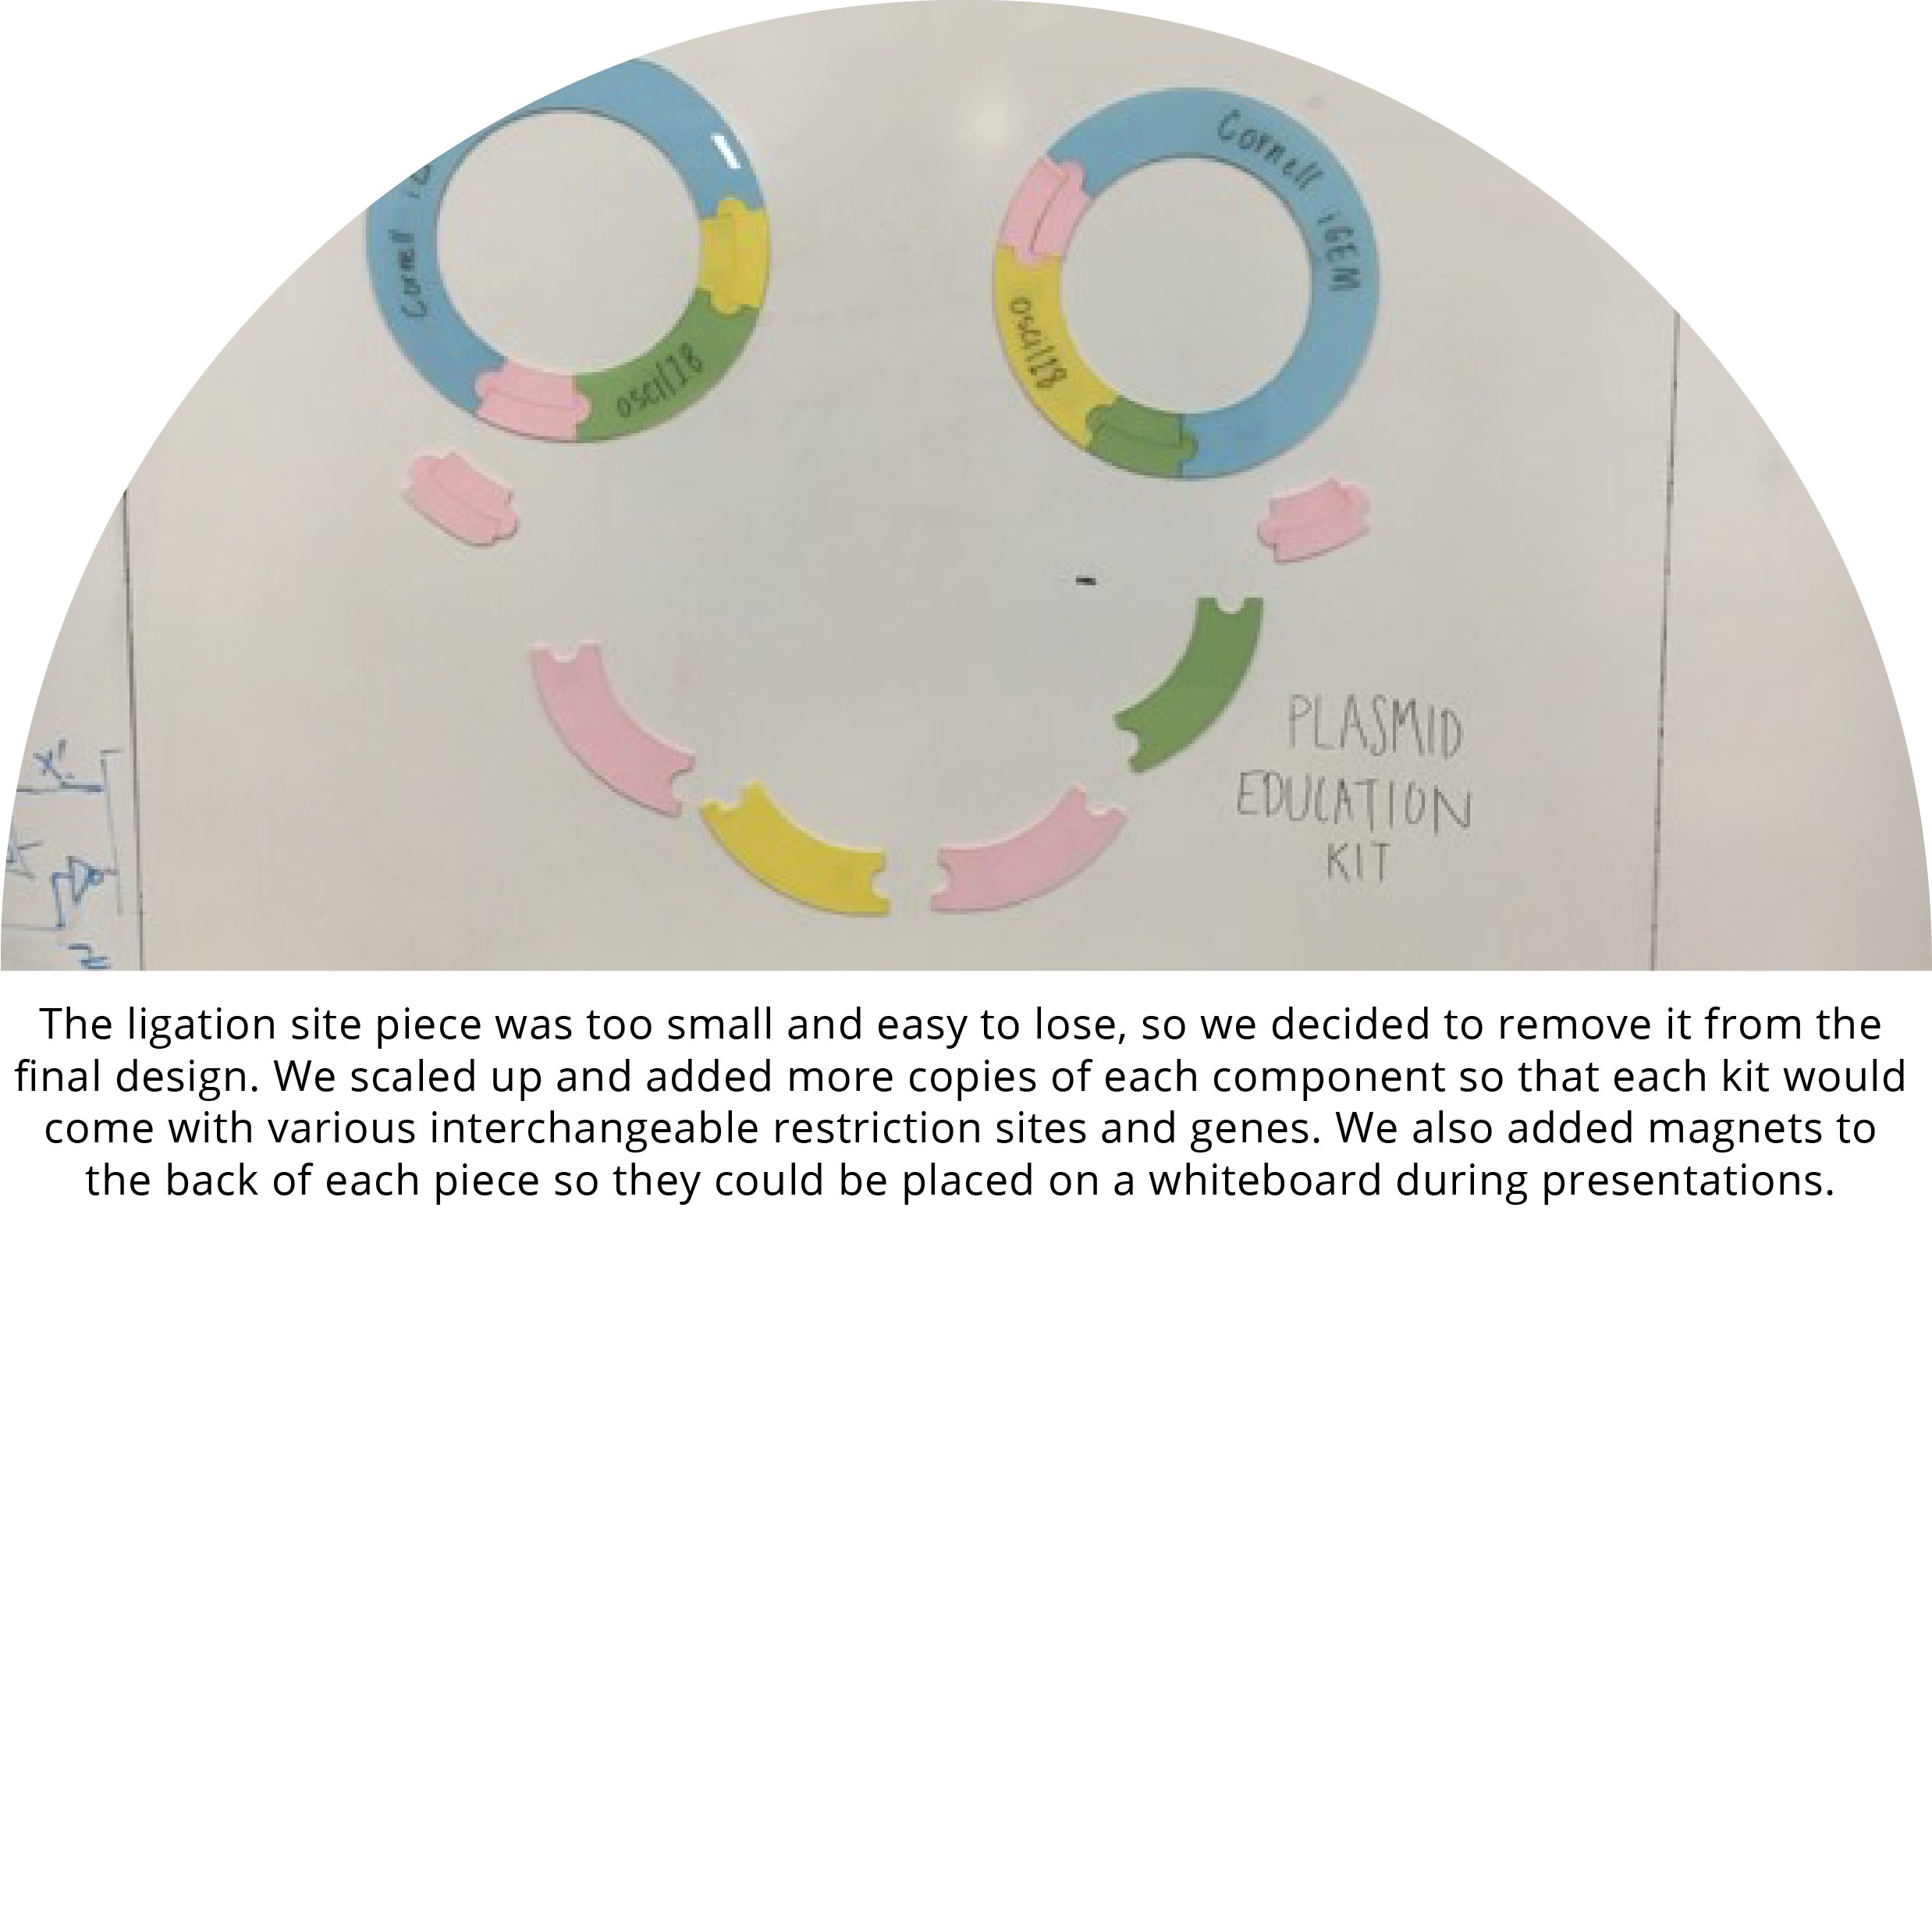 Cornell
oscil18
Cornell iGEM
oscil18
PLASMID
EDUCATION
KIT
The ligation site piece was too small and easy to lose, so we decided to remove it from the
final design. We scaled up and added more copies of each component so that each kit would
come with various interchangeable restriction sites and genes. We also added magnets to
the back of each piece so they could be placed on a whiteboard during presentations.